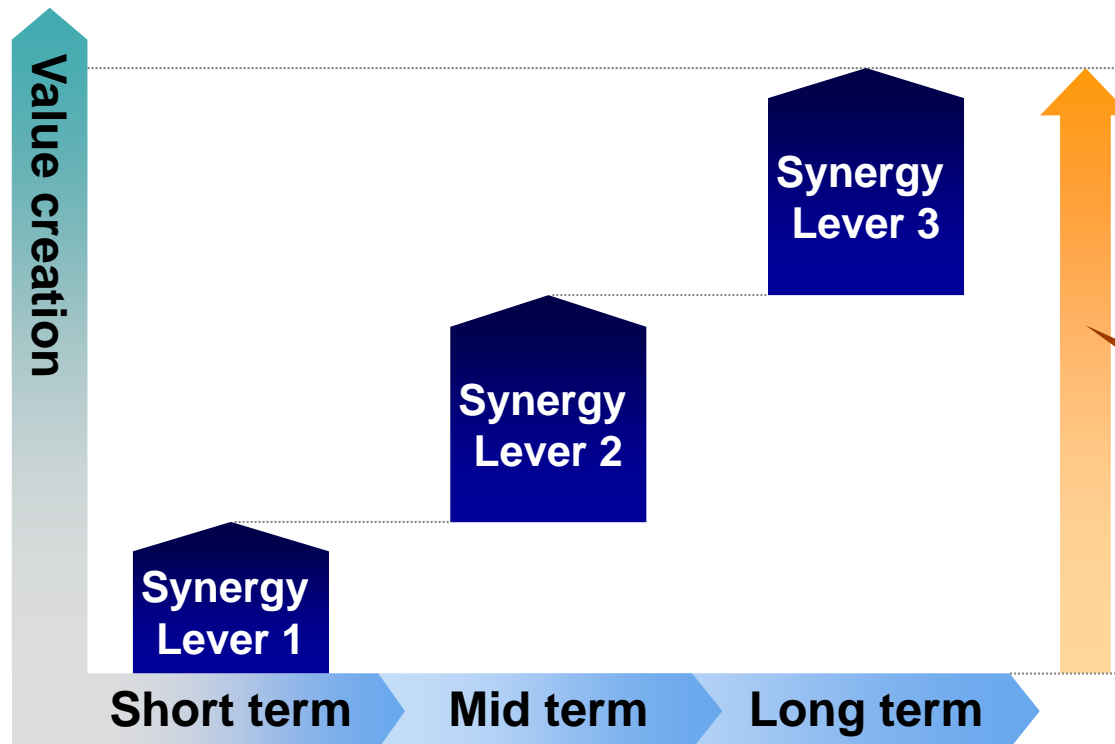 Value creation
Synergy
Lever 3
Synergy
Lever 2
Synergy
Lever 1
Short term
Mid term
Long term